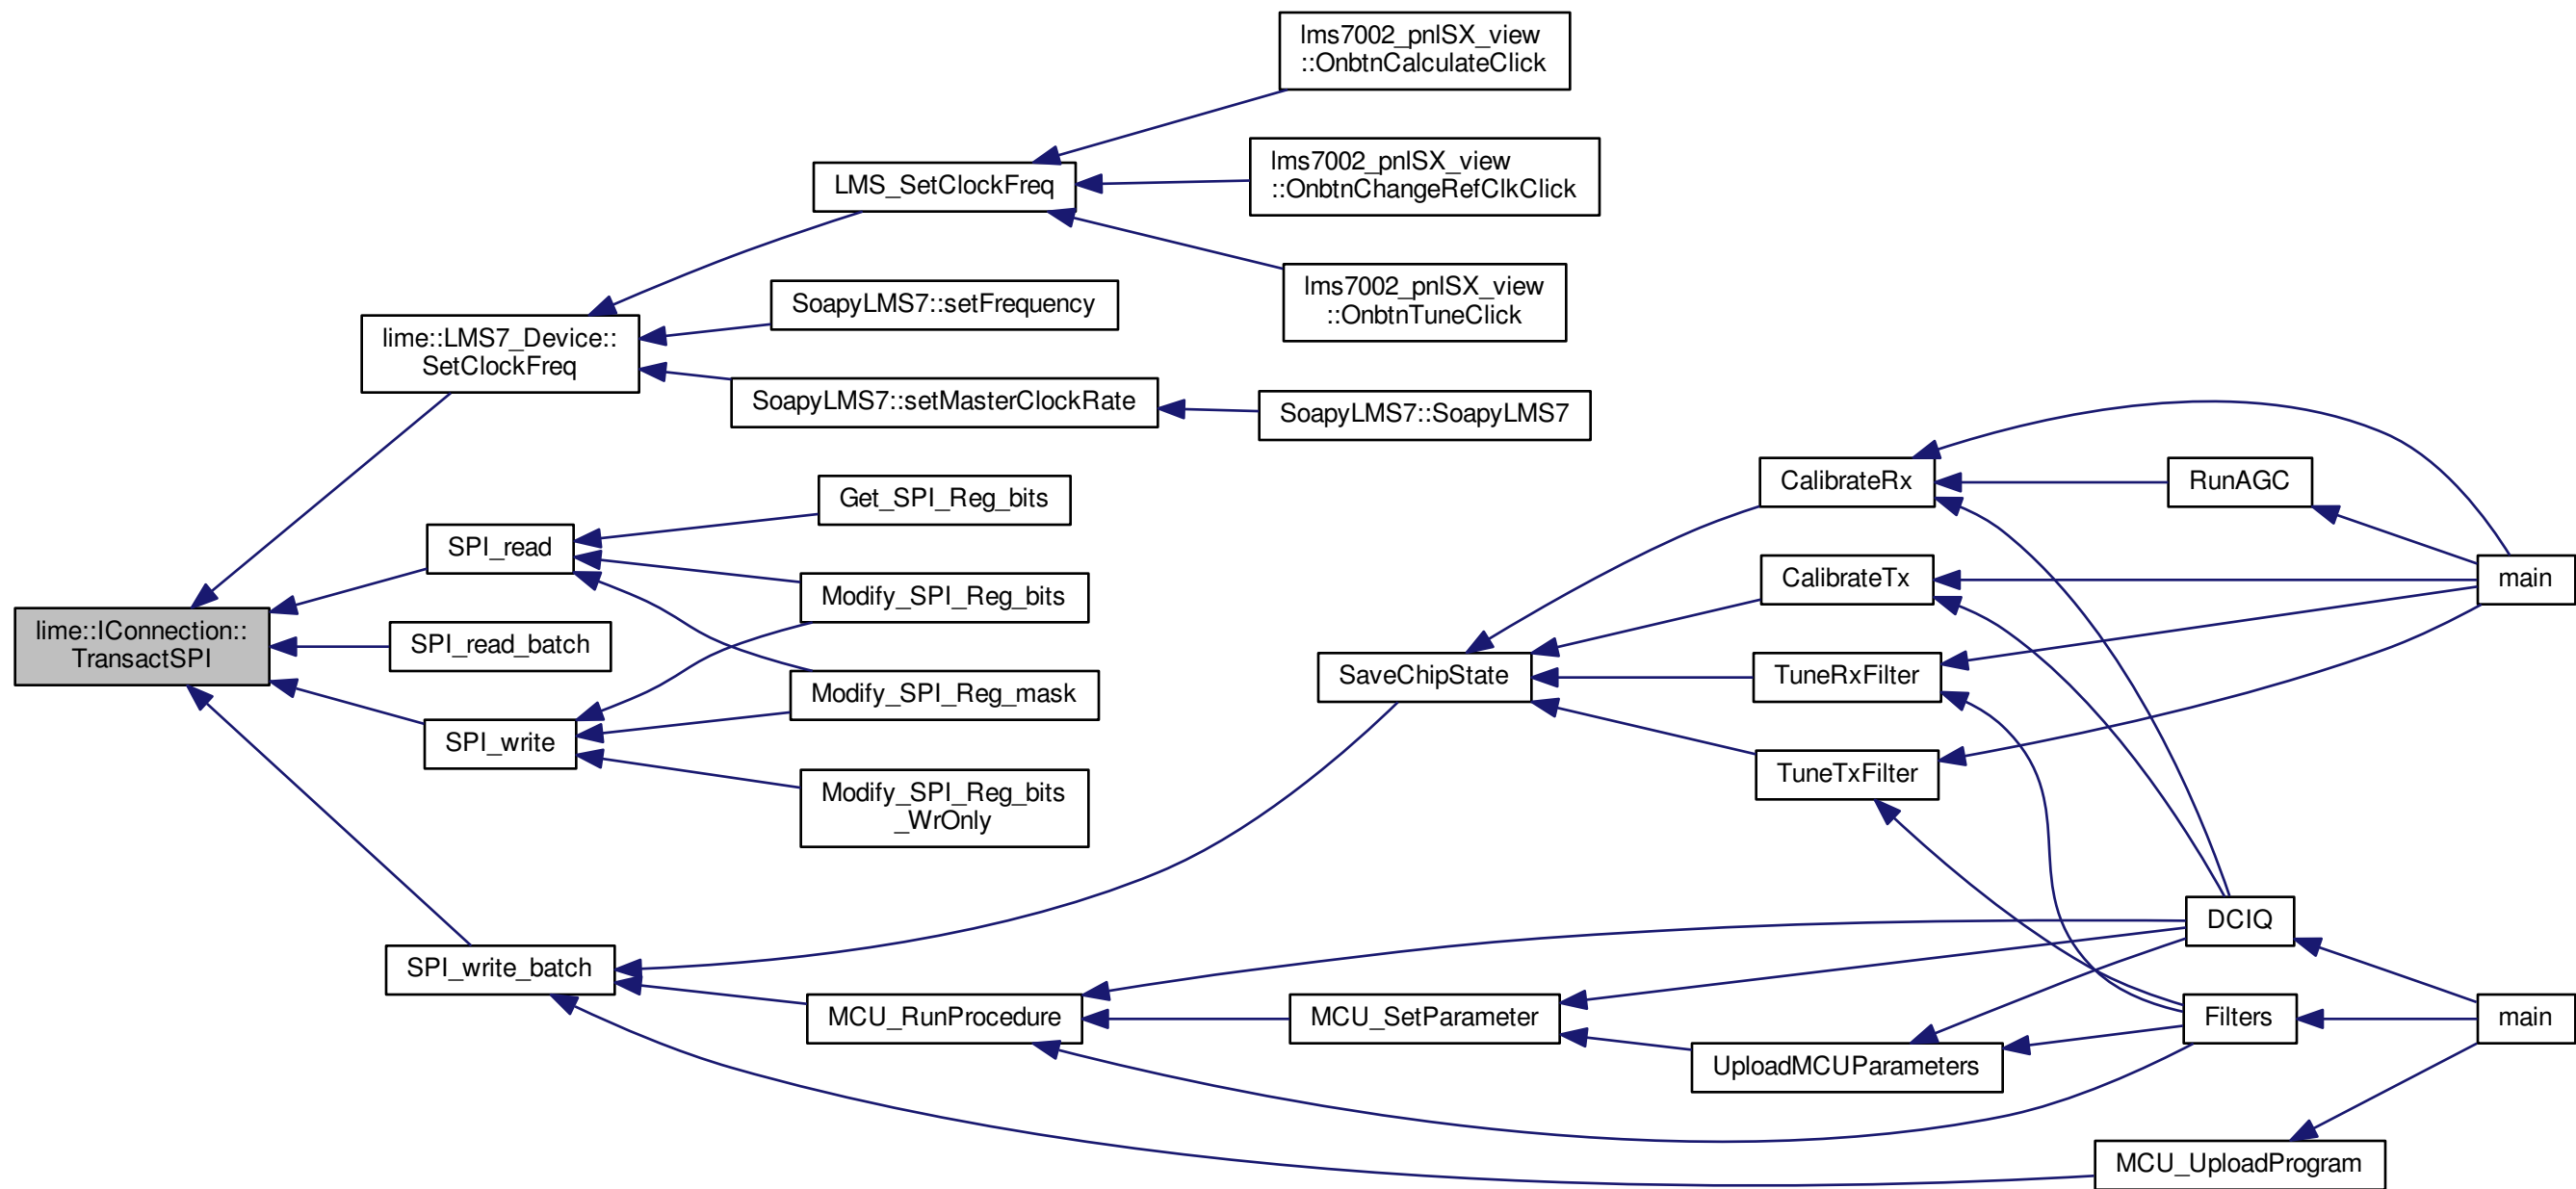 lms7002_pnlSX_view
::OnbtnCalculateClick
lms7002_pnlSX_view
::OnbtnChangeRefClkClick
LMS_SetClockFreq
lms7002_pnlSX_view
::OnbtnTuneClick
SoapyLMS7::setFrequency
lime::LMS7_Device::
SetClockFreq
SoapyLMS7::setMasterClockRate
SoapyLMS7::SoapyLMS7
Get_SPI_Reg_bits
SPI_read
Modify_SPI_Reg_bits
lime::IConnection::
TransactSPI
SPI_read_batch
Modify_SPI_Reg_mask
SPI_write
Modify_SPI_Reg_bits
_WrOnly
CalibrateRx
RunAGC
CalibrateTx
main
SaveChipState
TuneRxFilter
TuneTxFilter
DCIQ
SPI_write_batch
MCU_RunProcedure
MCU_SetParameter
Filters
main
UploadMCUParameters
MCU_UploadProgram